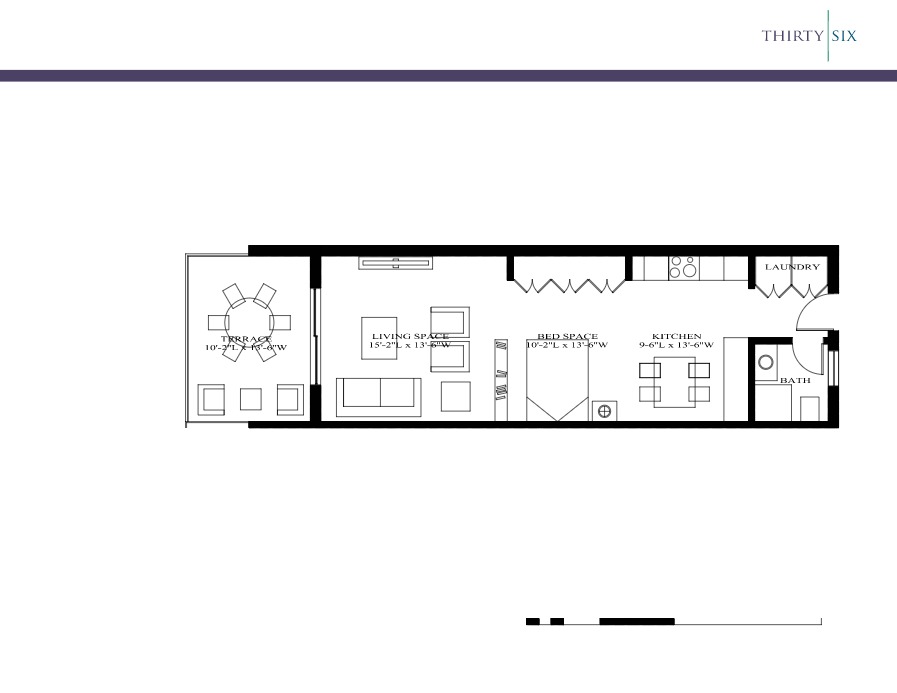 THIRTY SIX
LAUNDRY
TERRACE
10'-2"L x 13'-6"W
LIVING SPACE
15'-2"L x 13'-6"W
BED SPACE
10'-2"L x 13'-6"W
KITCHEN
9-6"L x 13'-6"W
BATH